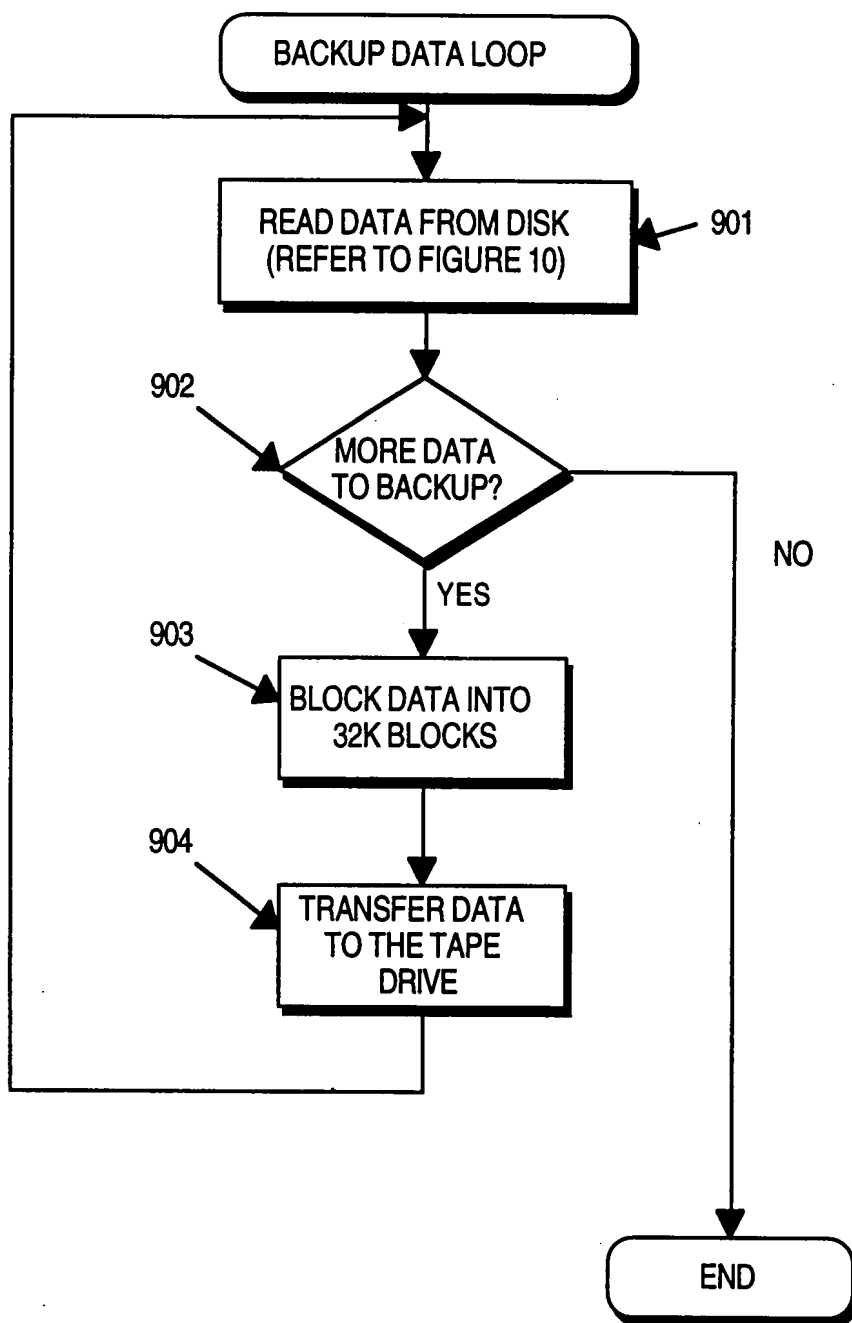 BACKUP DATA LOOP
READ DATA FROM DISK
(REFER TO FIGURE 10)
901
902
MORE DATA
TO BACKUP?
NO
YES
903
BLOCK DATA INTO
32K BLOCKS
904
TRANSFER DATA
TO THE TAPE
DRIVE
END